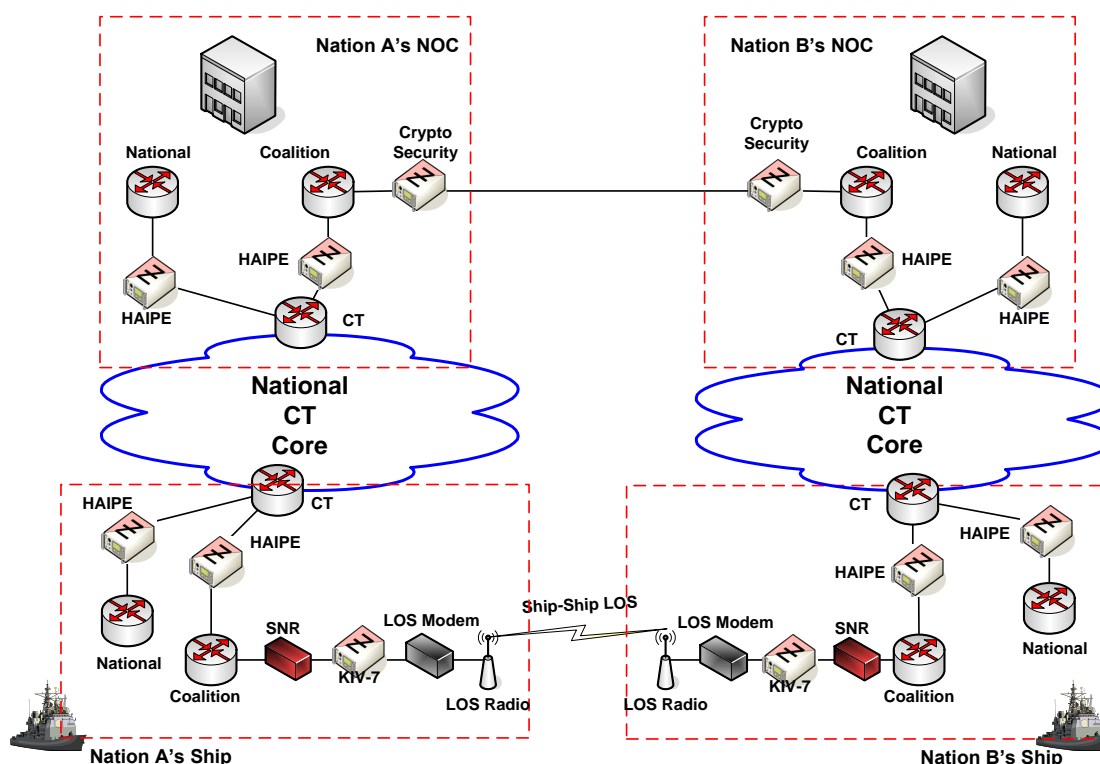 Nation A's NOC
Nation B's NOC
Crypto
Security
Crypto
Security
National
Coalition
Coalition
National
HAIPE
HAIPE
HAIPE
HAIPE
CT
CT
National
CT
Core
National
CT
Core
HAIPE
CT
CT
HAIPE
HAIPE
HAIPE
Ship-Ship LOS
SNR
LOS Modem
LOS Modem
SNR
National
KIV-7
KIV-7
National
Coalition
LOS Radio
LOS Radio
Coalition
Nation A's Ship
Nation B's Ship